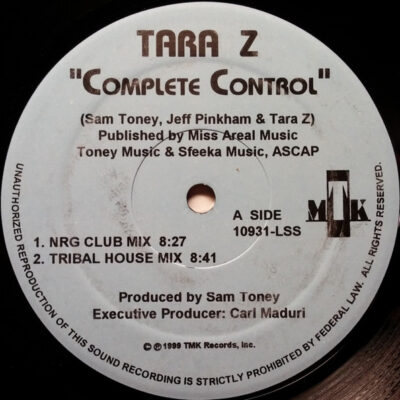 TARA Z
"COMPLETE CONTROL"
(Sam Toney, Jeff Pinkham & Tara Z)
Published by Miss Areal Music
Toney Music & Sfeeka Music, ASCAP
A SIDE
10931-LSS
TMK
1. NRG CLUB MIX 8:27
2. TRIBAL HOUSE MIX 8:41
Produced by Sam Toney
Executive Producer: Carl Maduri
© ℗ 1999 TMK Records, Inc.
UNAUTHORIZED REPRODUCTION OF THIS SOUND RECORDING IS STRICTLY PROHIBITED BY FEDERAL LAW. ALL RIGHTS RESERVED.